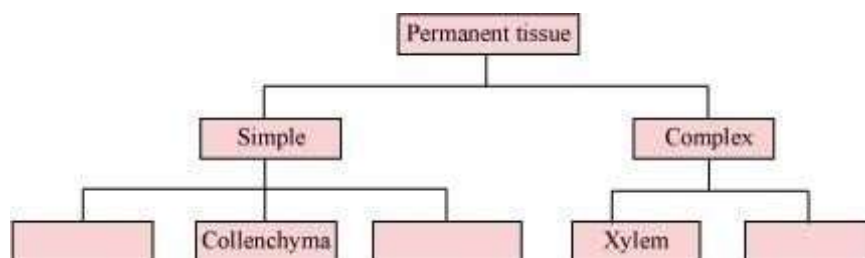 Permanent tissue
Simple
Complex
Collenchyma
Xylem